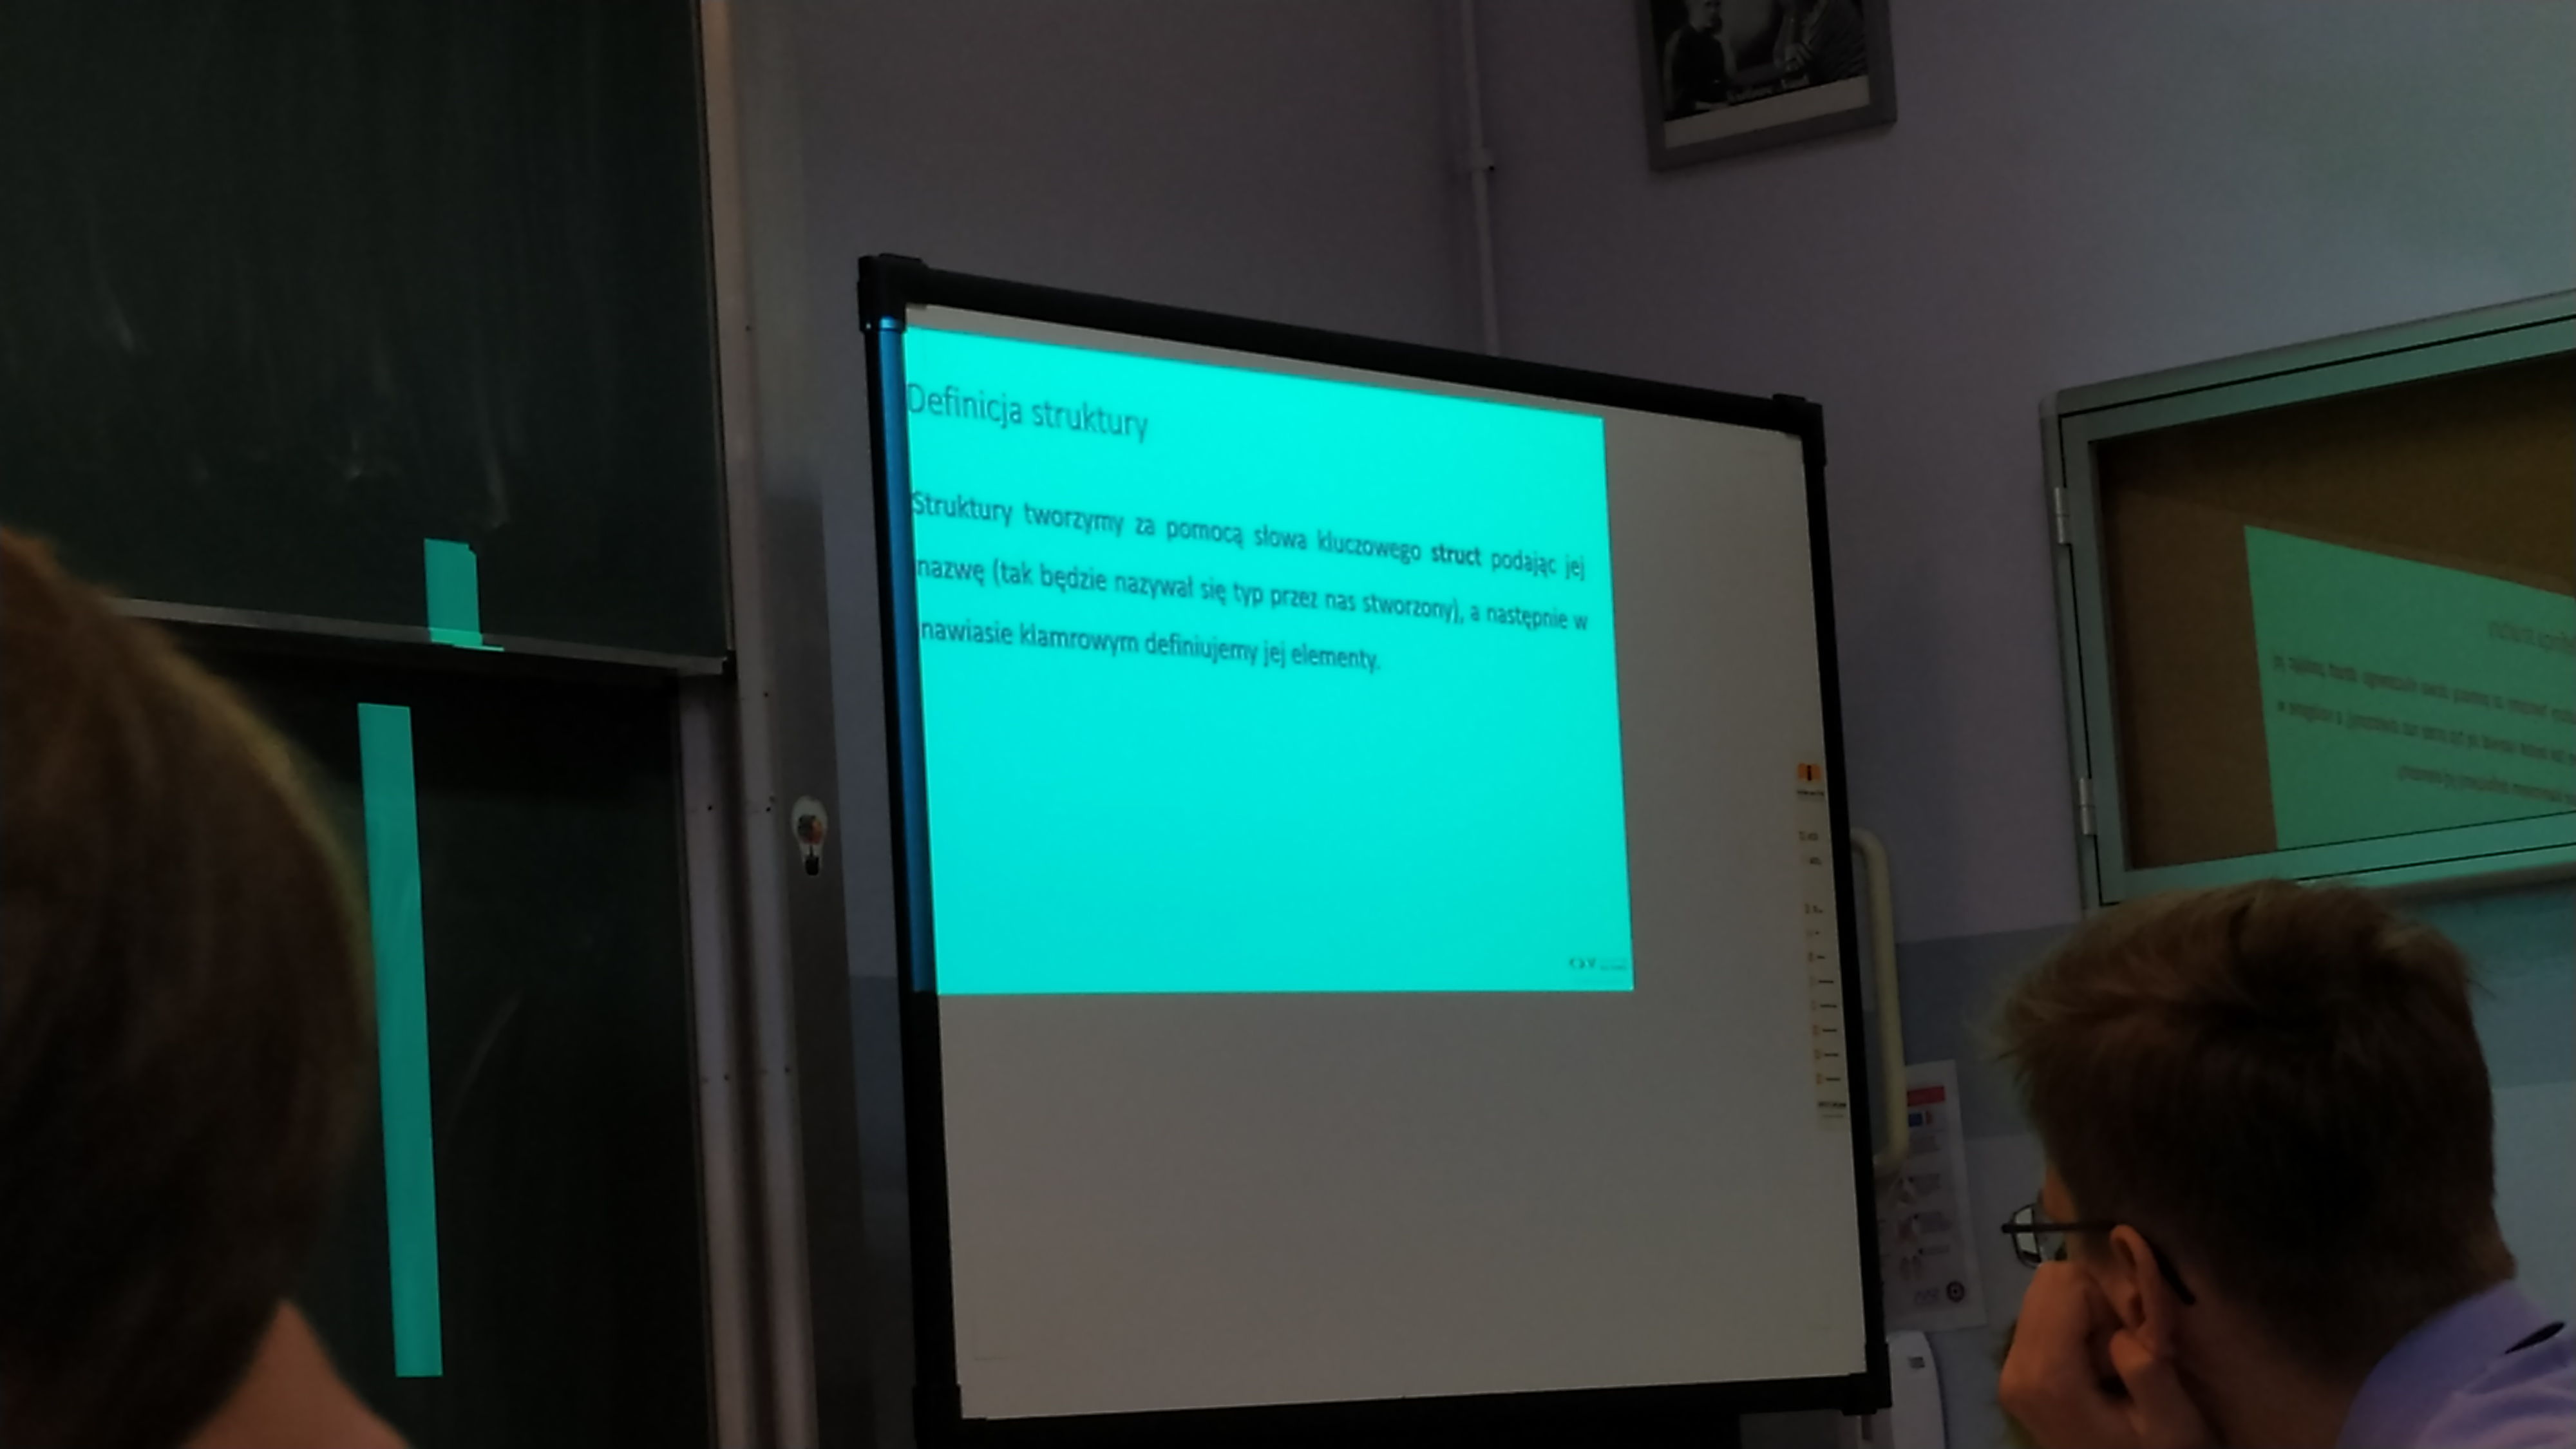 Definicja struktury
Struktury tworzymy za pomocą słowa kluczowego struct podając jej
nazwę (tak będzie nazywał się typ przez nas stworzony), a następnie w
nawiasie klamrowym definiujemy jej elementy.